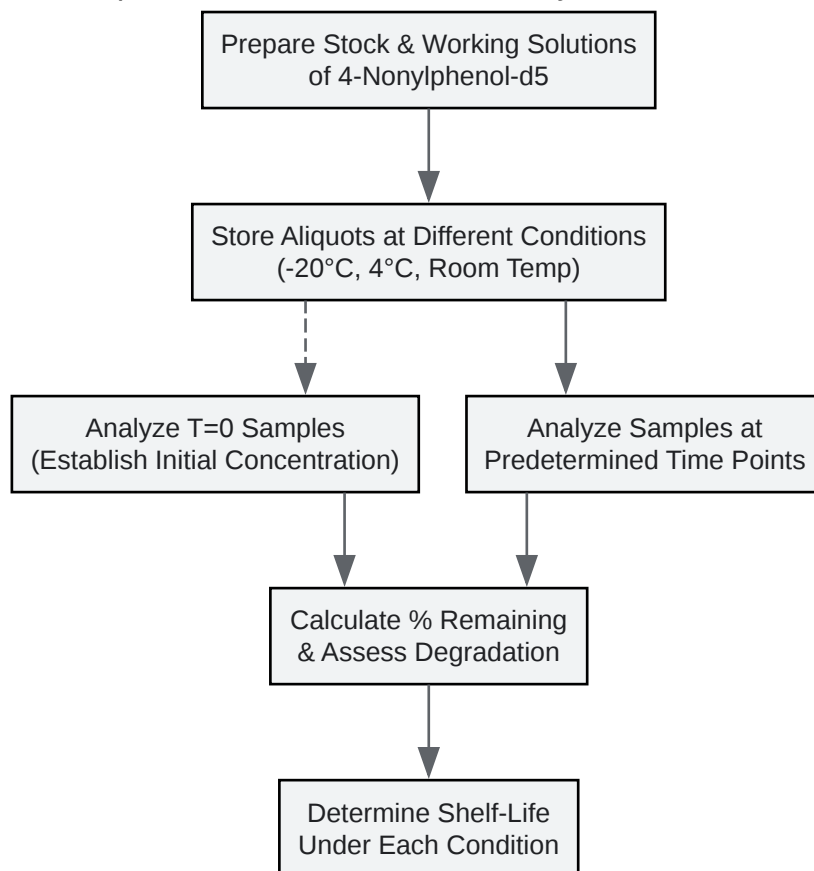 Prepare Stock & Working Solutions
of 4-Nonylphenol-d5
Store Aliquots at Different Conditions
(-20°C, 4°C, Room Temp)
Analyze T=0 Samples
(Establish Initial Concentration)
Analyze Samples at
Predetermined Time Points
Calculate % Remaining
& Assess Degradation
Determine Shelf-Life
Under Each Condition